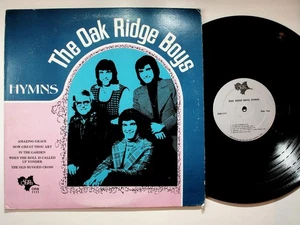 The Oak Ridge Boys
HYMNS
AMAZING GRACE
HOW GREAT THOU ART
IN THE GARDEN
WHEN THE ROLL IS CALLED
UP YONDER
THE OLD RUGGED CROSS